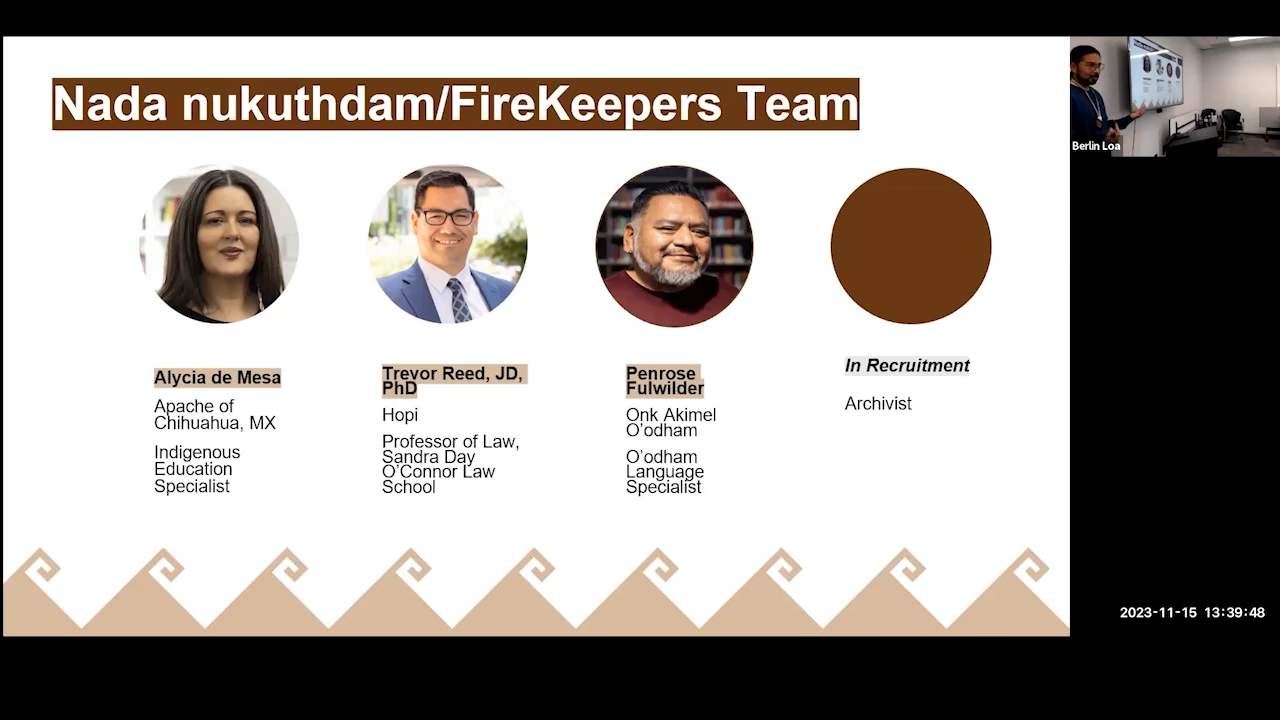 Nada nukuthdam/FireKeepers Team
Alycia de Mesa
Apache of
Chihuahua, MX
Indigenous
Education
Specialist
Trevor Reed, JD,
PhD
Hopi
Professor of Law,
Sandra Day
O'Connor Law
School
Penrose
Fulwilder
Onk Akimel
O'odham
O'odham
Language
Specialist
In Recruitment
Archivist
Berlin Loa
2023-11-15 13:39:48